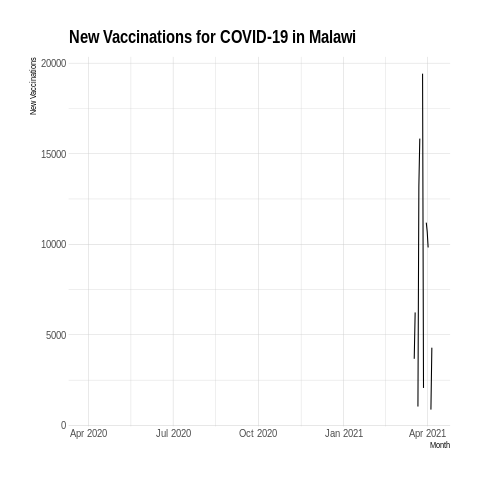 New Vaccinations for COVID-19 in Malawi
New Vaccinations
20000
15000
10000
5000
0
Apr 2020 Jul 2020 Oct 2020 Jan 2021 Apr 2021
Month